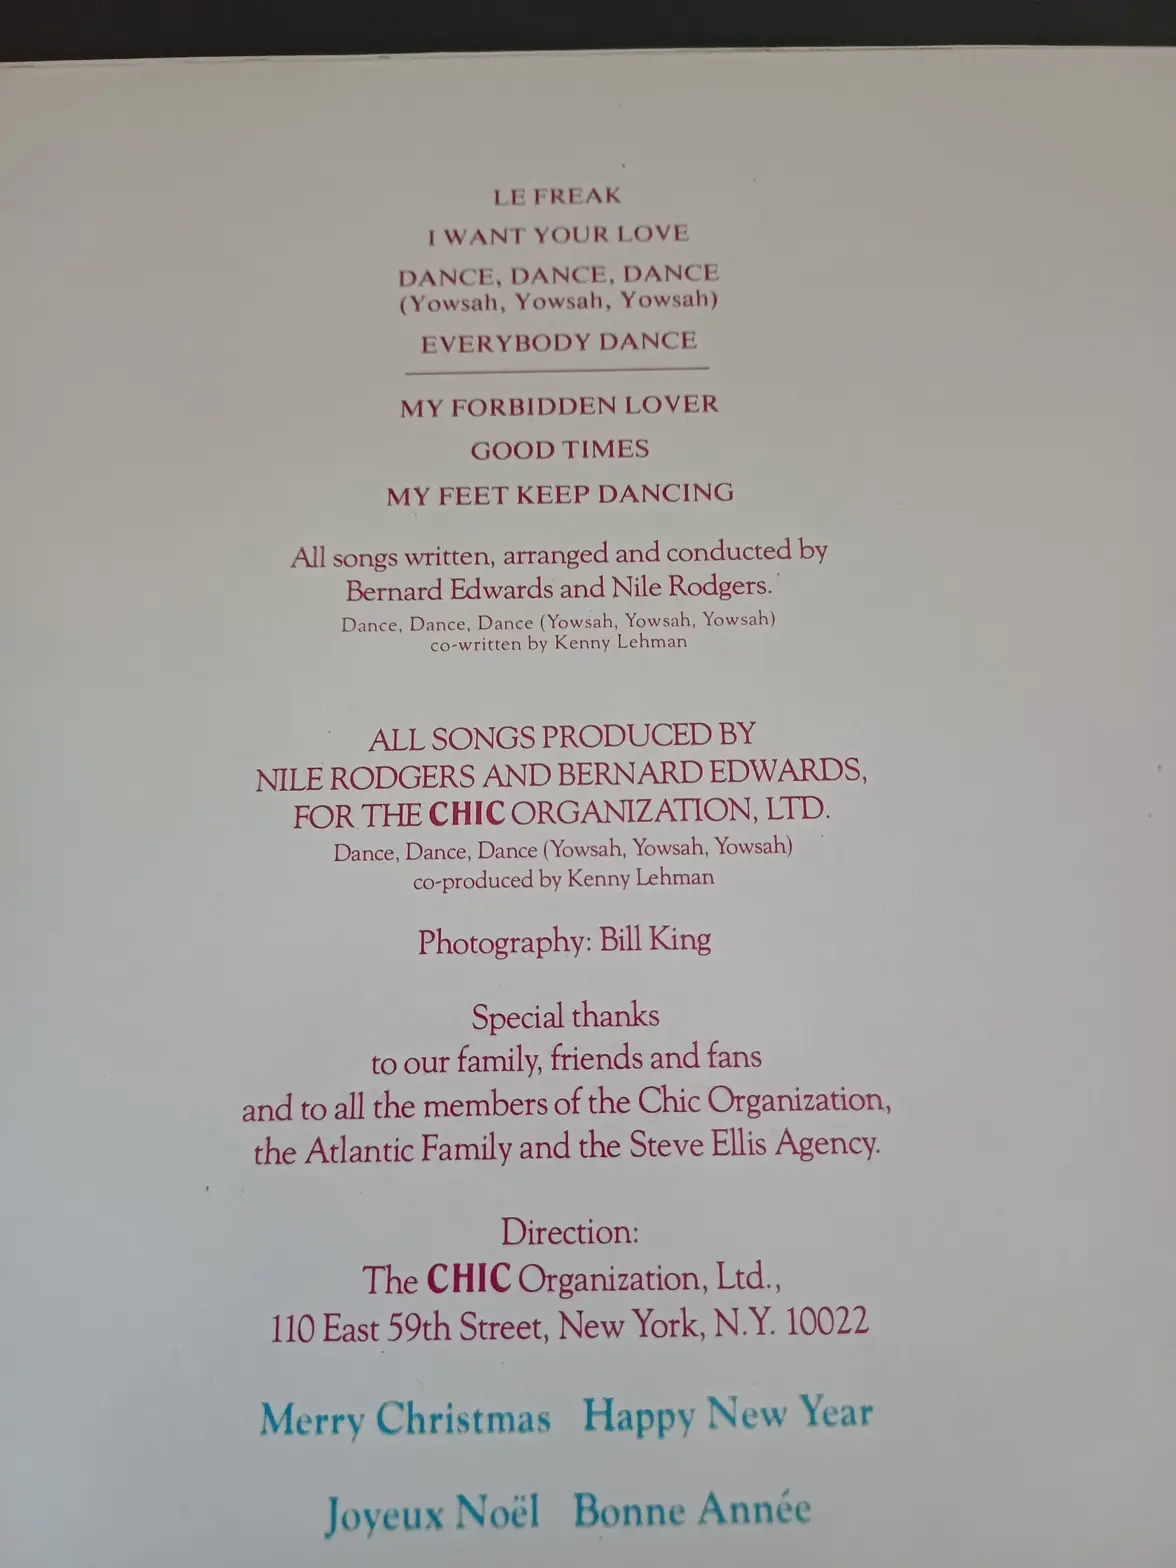 LE FREAK
I WANT YOUR LOVE
DANCE, DANCE, DANCE
(Yowsah, Yowsah, Yowsah)
EVERYBODY DANCE
MY FORBIDDEN LOVER
GOOD TIMES
MY FEET KEEP DANCING
All songs written, arranged and conducted by
Bernard Edwards and Nile Rodgers.
Dance, Dance, Dance (Yowsah, Yowsah, Yowsah)
co-written by Kenny Lehman
ALL SONGS PRODUCED BY
NILE RODGERS AND BERNARD EDWARDS,
FOR THE CHIC ORGANIZATION, LTD.
Dance, Dance, Dance (Yowsah, Yowsah, Yowsah)
co-produced by Kenny Lehman
Photography: Bill King
Special thanks
to our family, friends and fans
and to all the members of the Chic Organization,
the Atlantic Family and the Steve Ellis Agency.
Direction:
The CHIC Organization, Ltd.,
110 East 59th Street, New York, N.Y. 10022
Merry Christmas Happy New Year
Joyeux Noël Bonne Année